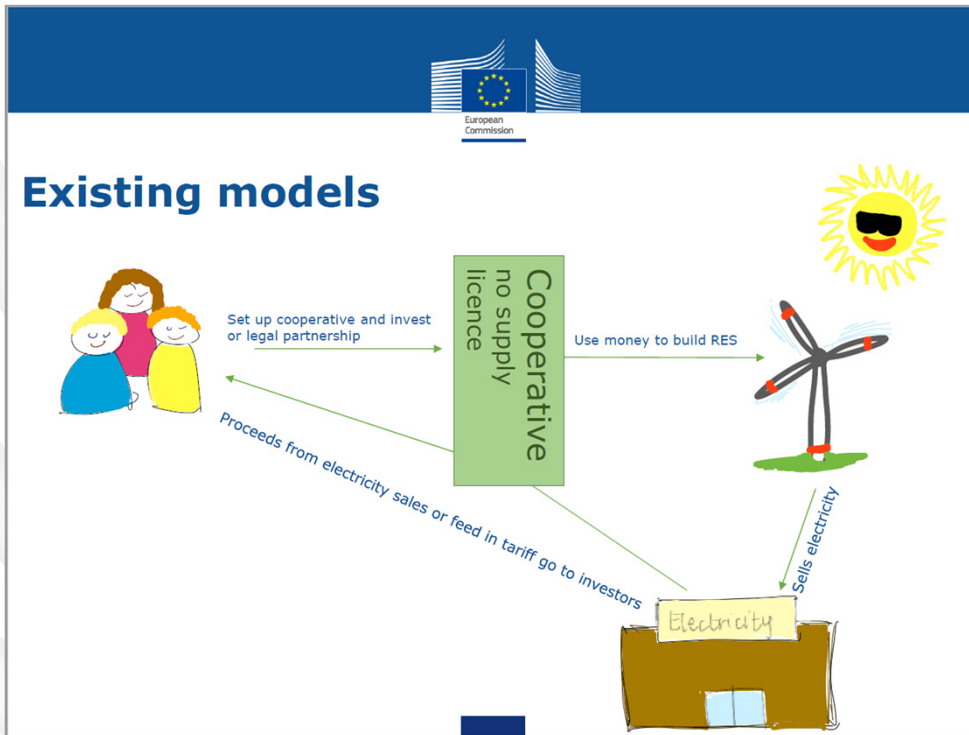 European
Commission
Existing models
Set up cooperative and invest
or legal partnership
Cooperative
no supply
licence
Use money to build RES
Proceeds from electricity sales or feed in tariff go to investors
Sells electricity
Electricity